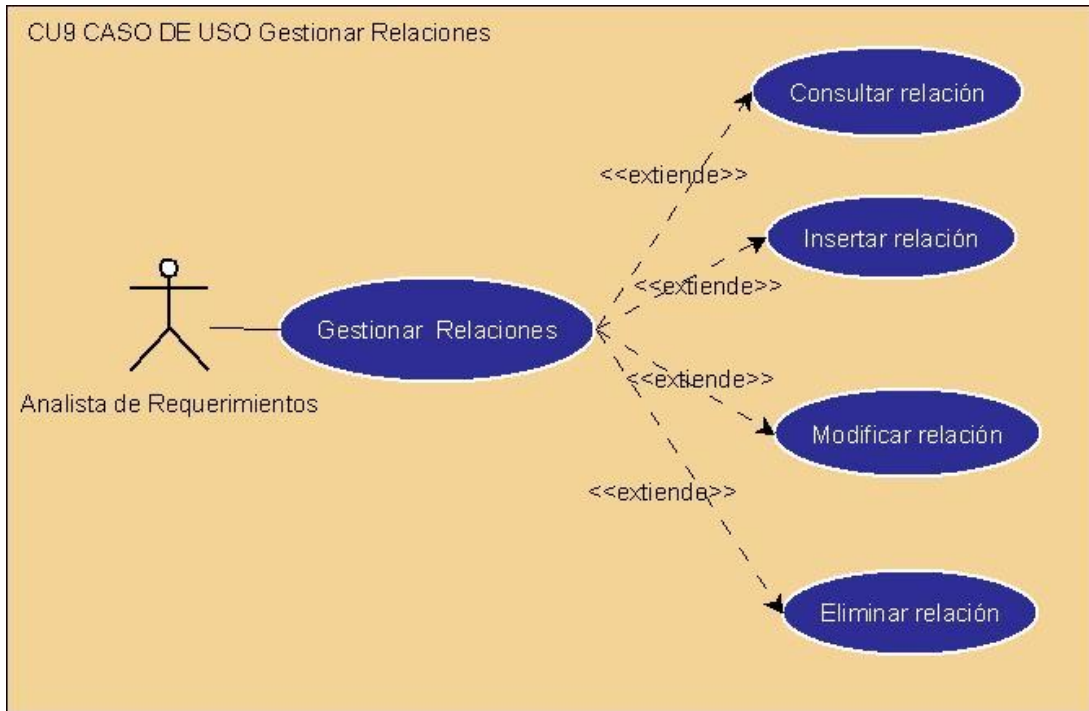 CU9 CASO DE USO Gestionar Relaciones
Consultar relación
<<extiende>>
Insertar relación
<<extiende>>
Gestionar Relaciones
Analista de Requerimientos
<<extiende>>
Modificar relación
<<extiende>>
Eliminar relación